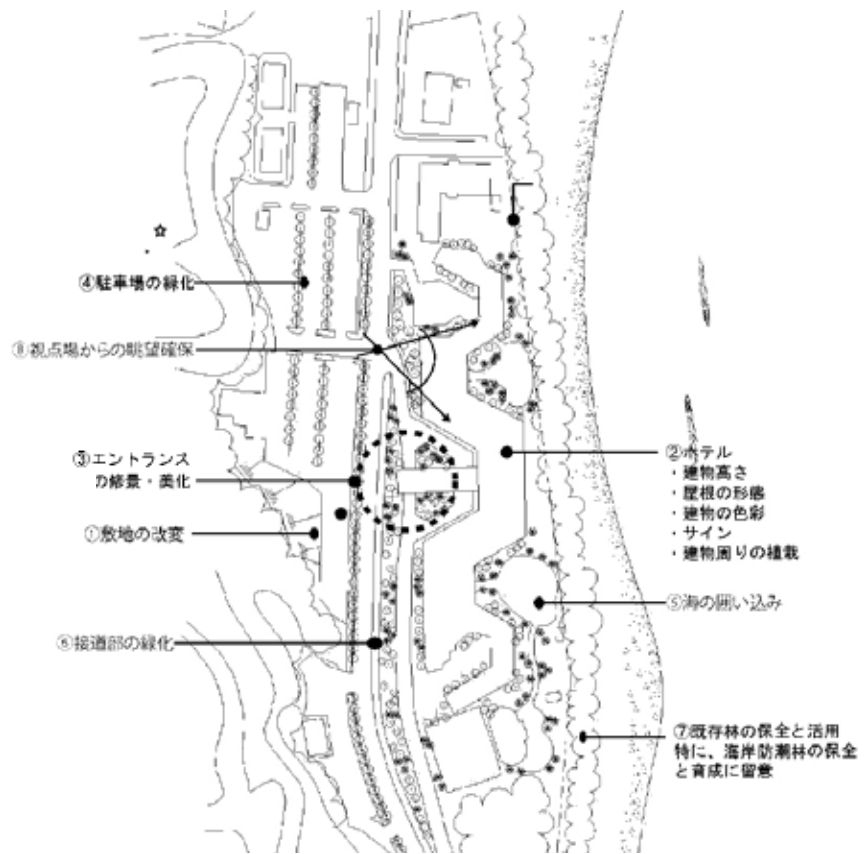 ④駐車場の緑化
⑧視点場からの眺望確保
③エントランス
の修景・美化
①敷地の改変
⑥接道部の緑化
②ホテル
・建物高さ
・屋根の形態
・建物の色彩
・サイン
・建物周りの植栽
⑤海の囲い込み
⑦既存林の保全と活用
特に、海岸防潮林の保全
と育成に留意